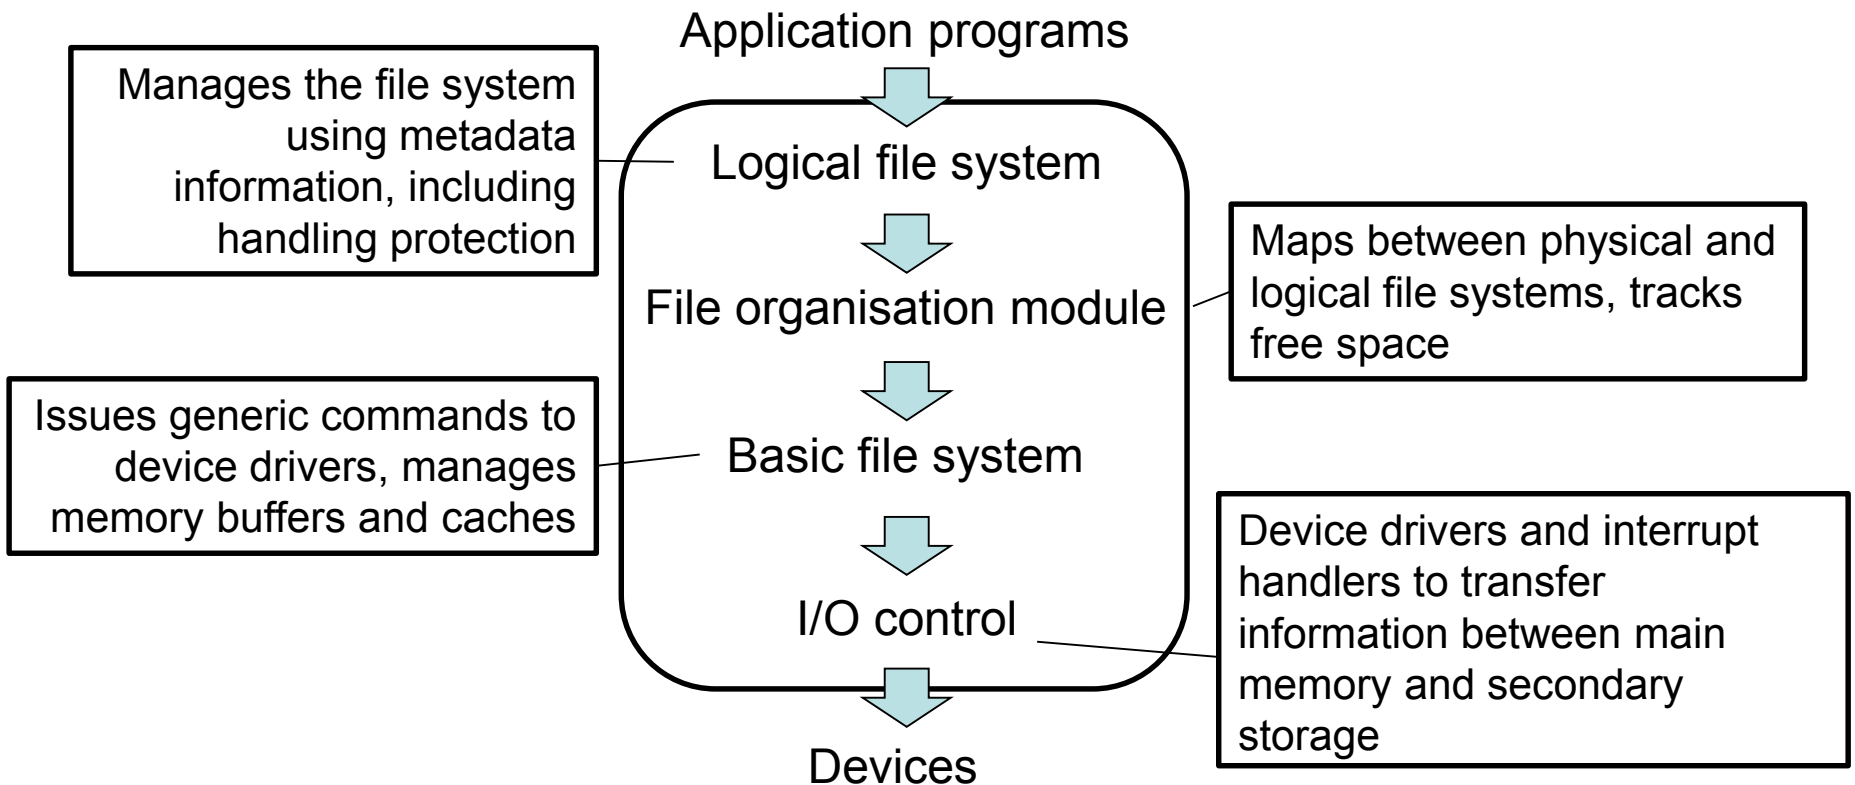 Application programs
Manages the file system
using metadata
information, including
handling protection
Logical file system
Maps between physical and
logical file systems, tracks
free space
File organisation module
Issues generic commands to
device drivers, manages
memory buffers and caches
Basic file system
Device drivers and interrupt
handlers to transfer
information between main
memory and secondary
storage
I/O control
Devices